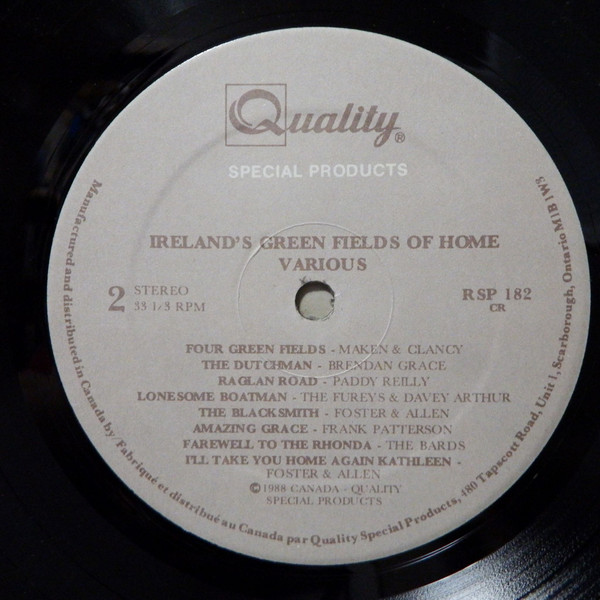 Quality®
SPECIAL PRODUCTS
IRELAND'S GREEN FIELDS OF HOME
VARIOUS
2 STEREO
33 1/3 RPM
RSP 182
CR
FOUR GREEN FIELDS - MAKEN & CLANCY
THE DUTCHMAN - BRENDAN GRACE
RAGLAN ROAD - PADDY REILLY
LONESOME BOATMAN - THE FUREYS & DAVEY ARTHUR
THE BLACKSMITH - FOSTER & ALLEN
AMAZING GRACE - FRANK PATTERSON
FAREWELL TO THE RHONDA - THE BARDS
I'LL TAKE YOU HOME AGAIN KATHLEEN -
FOSTER & ALLEN
©1988 CANADA - QUALITY
SPECIAL PRODUCTS
Manufactured and distributed in Canada by/Fabriqué et distribué au Canada par Quality Special Products, 480 Tapscott Road, Unit 1, Scarborough, Ontario M1B 1W3